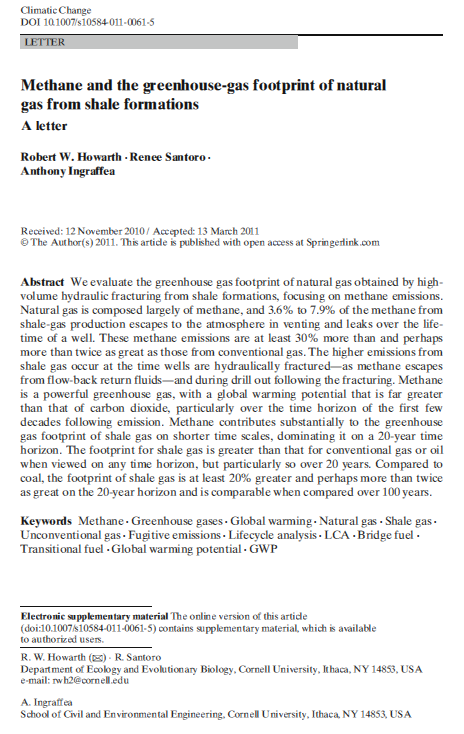 Climatic Change
DOI 10.1007/s10584-011-0061-5
LETTER
Methane and the greenhouse-gas footprint of natural
gas from shale formations
A letter
Robert W. Howarth · Renee Santoro ·
Anthony Ingraffea
Received: 12 November 2010 / Accepted: 13 March 2011
© The Author(s) 2011. This article is published with open access at Springerlink.com
Abstract We evaluate the greenhouse gas footprint of natural gas obtained by high-
volume hydraulic fracturing from shale formations, focusing on methane emissions.
Natural gas is composed largely of methane, and 3.6% to 7.9% of the methane from
shale-gas production escapes to the atmosphere in venting and leaks over the life-
time of a well. These methane emissions are at least 30% more than and perhaps
more than twice as great as those from conventional gas. The higher emissions from
shale gas occur at the time wells are hydraulically fractured—as methane escapes
from flow-back return fluids—and during drill out following the fracturing. Methane
is a powerful greenhouse gas, with a global warming potential that is far greater
than that of carbon dioxide, particularly over the time horizon of the first few
decades following emission. Methane contributes substantially to the greenhouse
gas footprint of shale gas on shorter time scales, dominating it on a 20-year time
horizon. The footprint for shale gas is greater than that for conventional gas or oil
when viewed on any time horizon, but particularly so over 20 years. Compared to
coal, the footprint of shale gas is at least 20% greater and perhaps more than twice
as great on the 20-year horizon and is comparable when compared over 100 years.
Keywords Methane · Greenhouse gases · Global warming · Natural gas · Shale gas ·
Unconventional gas · Fugitive emissions · Lifecycle analysis · LCA · Bridge fuel ·
Transitional fuel · Global warming potential · GWP
Electronic supplementary material The online version of this article
(doi:10.1007/s10584-011-0061-5) contains supplementary material, which is available
to authorized users.
R. W. Howarth (✉) · R. Santoro
Department of Ecology and Evolutionary Biology, Cornell University, Ithaca, NY 14853, USA
e-mail: rwh2@cornell.edu
A. Ingraffea
School of Civil and Environmental Engineering, Cornell University, Ithaca, NY 14853, USA